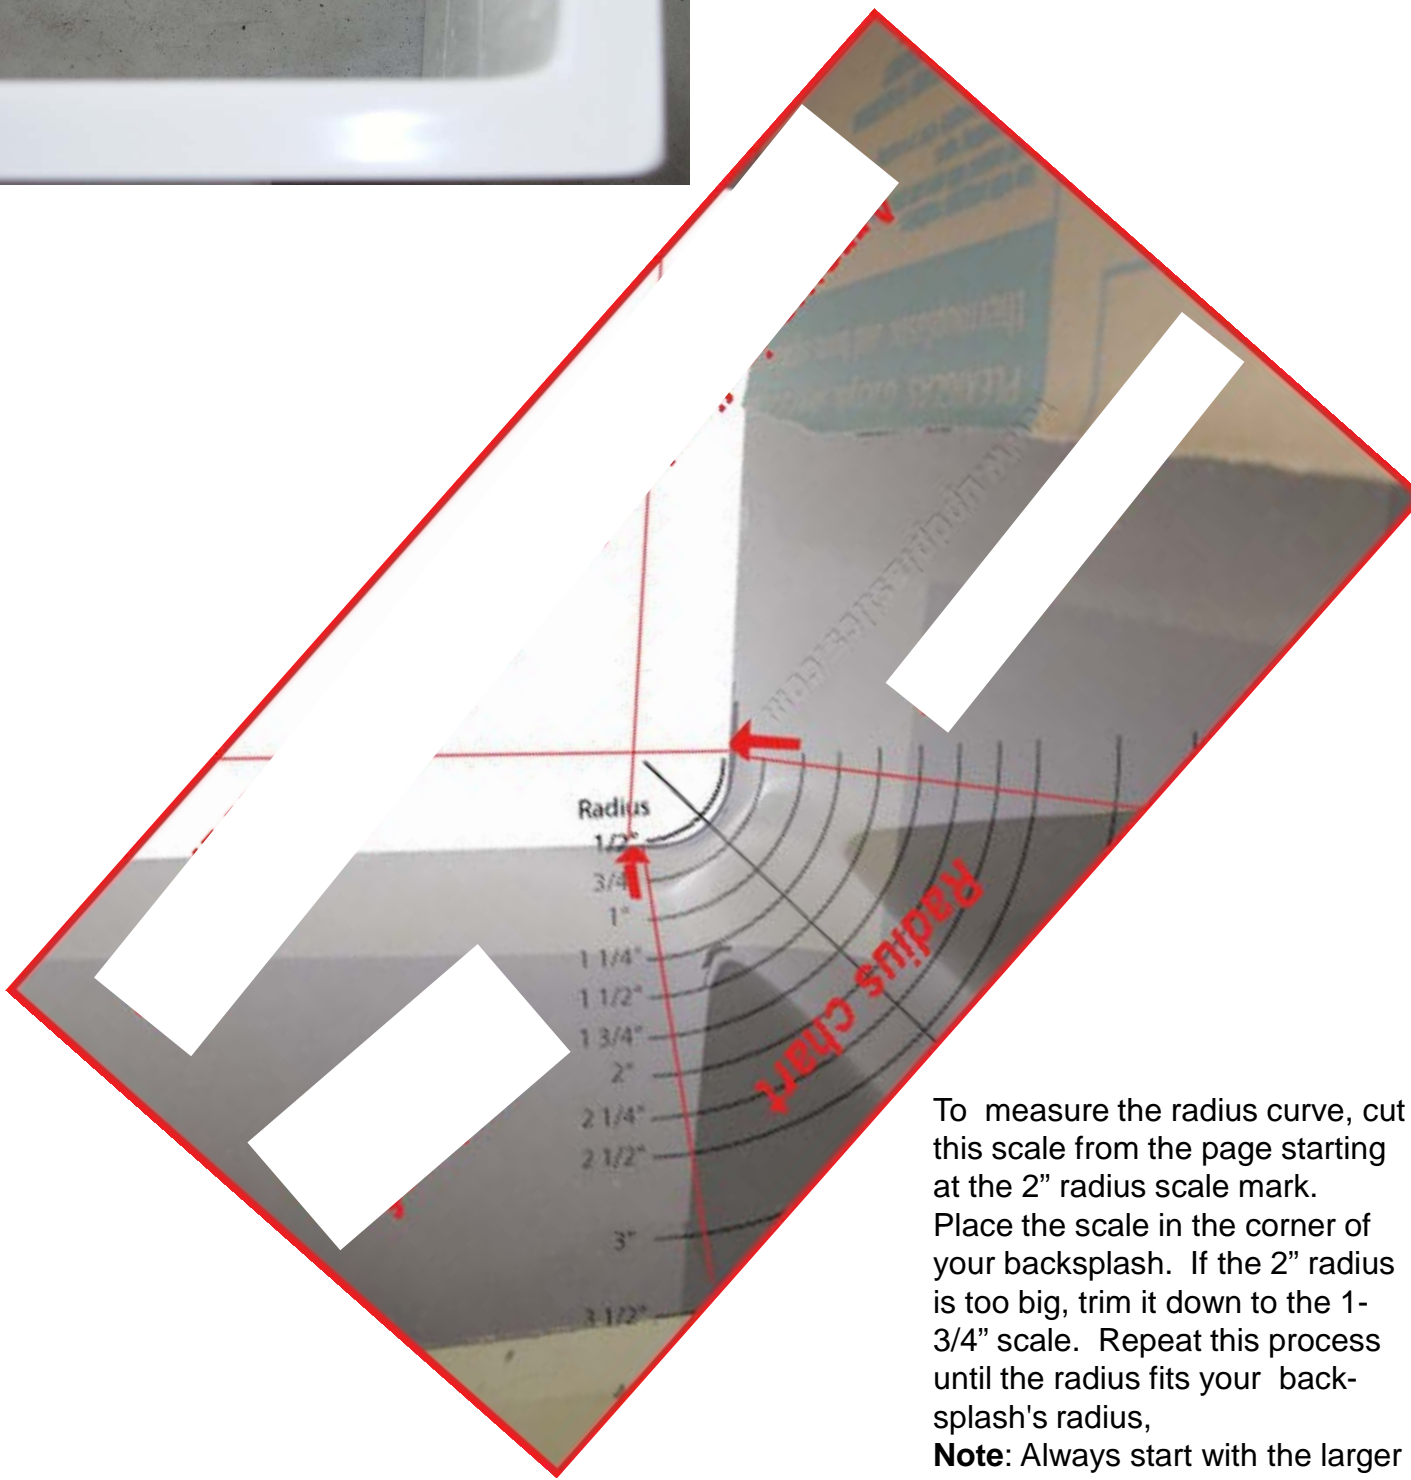 Radius
1/2"
3/4"
1"
1 1/4"
1 1/2"
1 3/4"
2"
2 1/4"
2 1/2"
3"
3 1/2"
Radius chart
To measure the radius curve, cut
this scale from the page starting
at the 2” radius scale mark.
Place the scale in the corner of
your backsplash. If the 2” radius
is too big, trim it down to the 1-
3/4” scale. Repeat this process
until the radius fits your back-
splash's radius,
Note: Always start with the larger